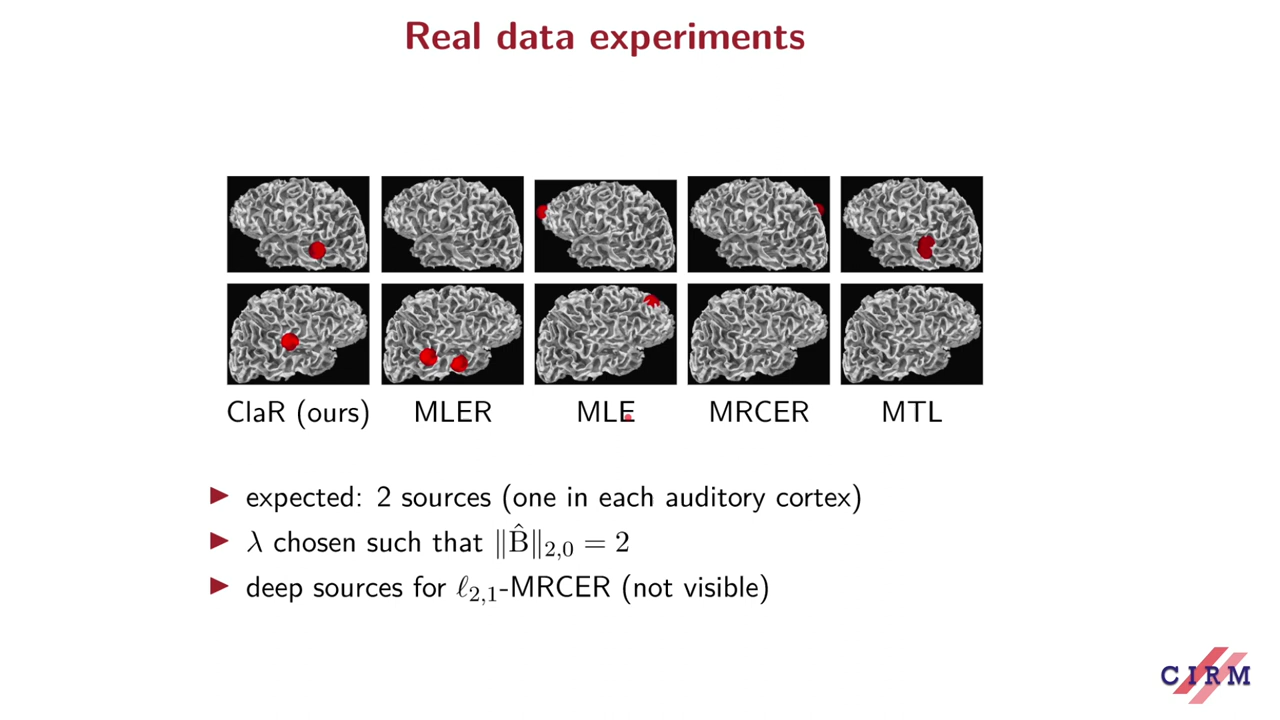 Real data experiments
ClaR (ours) MLER MLE MRCER MTL
▶ expected: 2 sources (one in each auditory cortex)
▶ λ chosen such that ‖B̂‖₂,₀ = 2
▶ deep sources for ℓ₂,₁-MRCER (not visible)
CIRM